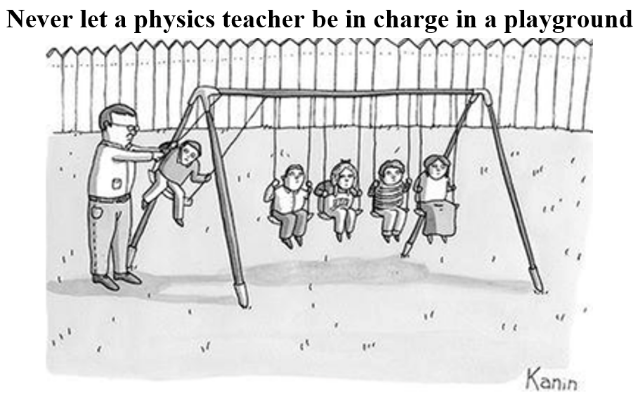 Never let a physics teacher be in charge in a playground
Kanin